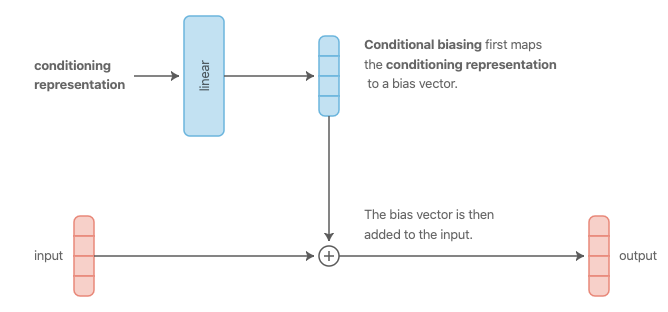 conditioning
representation
linear
Conditional biasing first maps
the conditioning representation
to a bias vector.
The bias vector is then
added to the input.
input
output